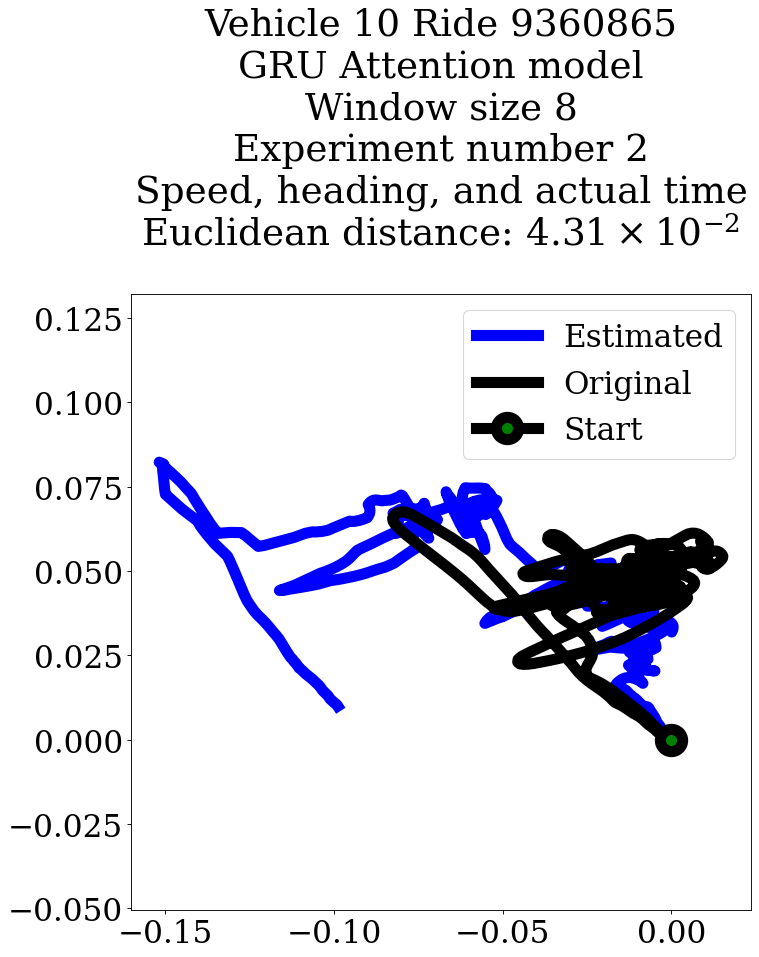 Vehicle 10 Ride 9360865
GRU Attention model
Window size 8
Experiment number 2
Speed, heading, and actual time
Euclidean distance: 4.31 × 10⁻²
Estimated
Original
Start
0.125
0.100
0.075
0.050
0.025
0.000
−0.025
−0.050
−0.15 −0.10 −0.05 0.00